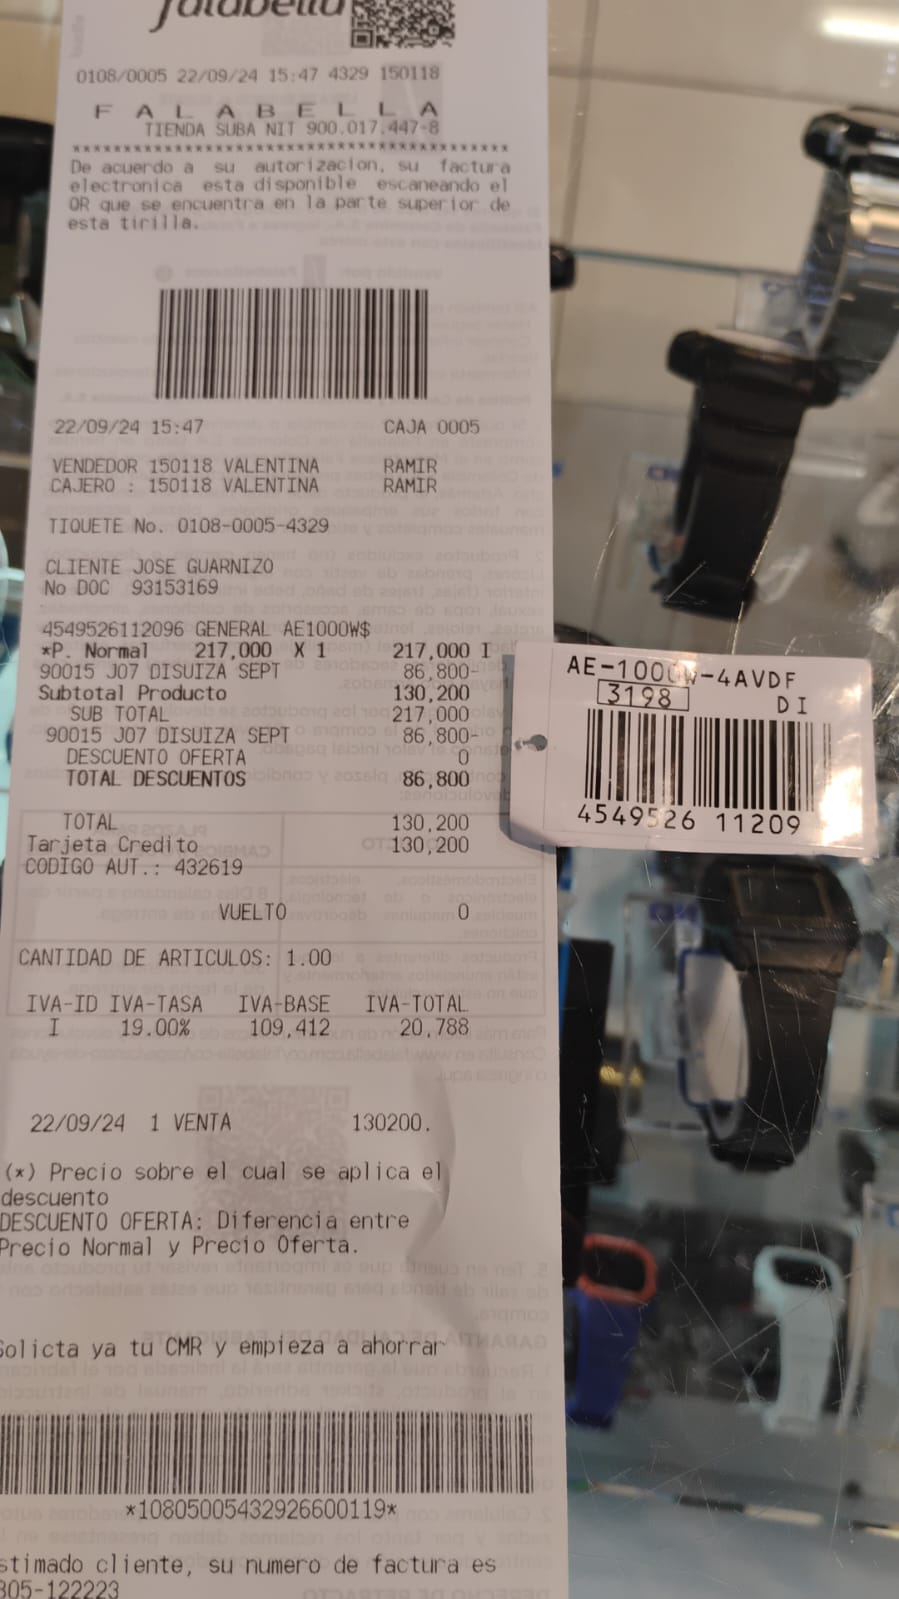 falabella
0108/0005 22/09/24 15:47 4329 150118
F A L A B E L L A
TIENDA SUBA NIT 900.017.447-8
De acuerdo a su autorizacion, su factura
electronica esta disponible escaneando el
QR que se encuentra en la parte superior de
esta tirilla.
22/09/24 15:47 CAJA 0005
VENDEDOR 150118 VALENTINA RAMIR
CAJERO : 150118 VALENTINA RAMIR
TIQUETE No. 0108-0005-4329
CLIENTE JOSE GUARNIZO
No DOC 93153169
4549526112096 GENERAL AE1000W$
*P. Normal 217,000 X 1 217,000 I
90015 J07 DISUIZA SEPT 86,800-
Subtotal Producto 130,200
SUB TOTAL 217,000
90015 J07 DISUIZA SEPT 86,800-
DESCUENTO OFERTA 0
TOTAL DESCUENTOS 86,800
TOTAL 130,200
Tarjeta Credito 130,200
CODIGO AUT.: 432619
VUELTO 0
CANTIDAD DE ARTICULOS: 1.00
IVA-ID IVA-TASA IVA-BASE IVA-TOTAL
I 19.00% 109,412 20,788
22/09/24 1 VENTA 130200.
(*) Precio sobre el cual se aplica el
descuento
DESCUENTO OFERTA: Diferencia entre
Precio Normal y Precio Oferta.
Solicta ya tu CMR y empieza a ahorrar
*10805005432926600119*
stimado cliente, su numero de factura es
305-122223
AE-1000W-4AVDF
3198 DI
4549526 11209